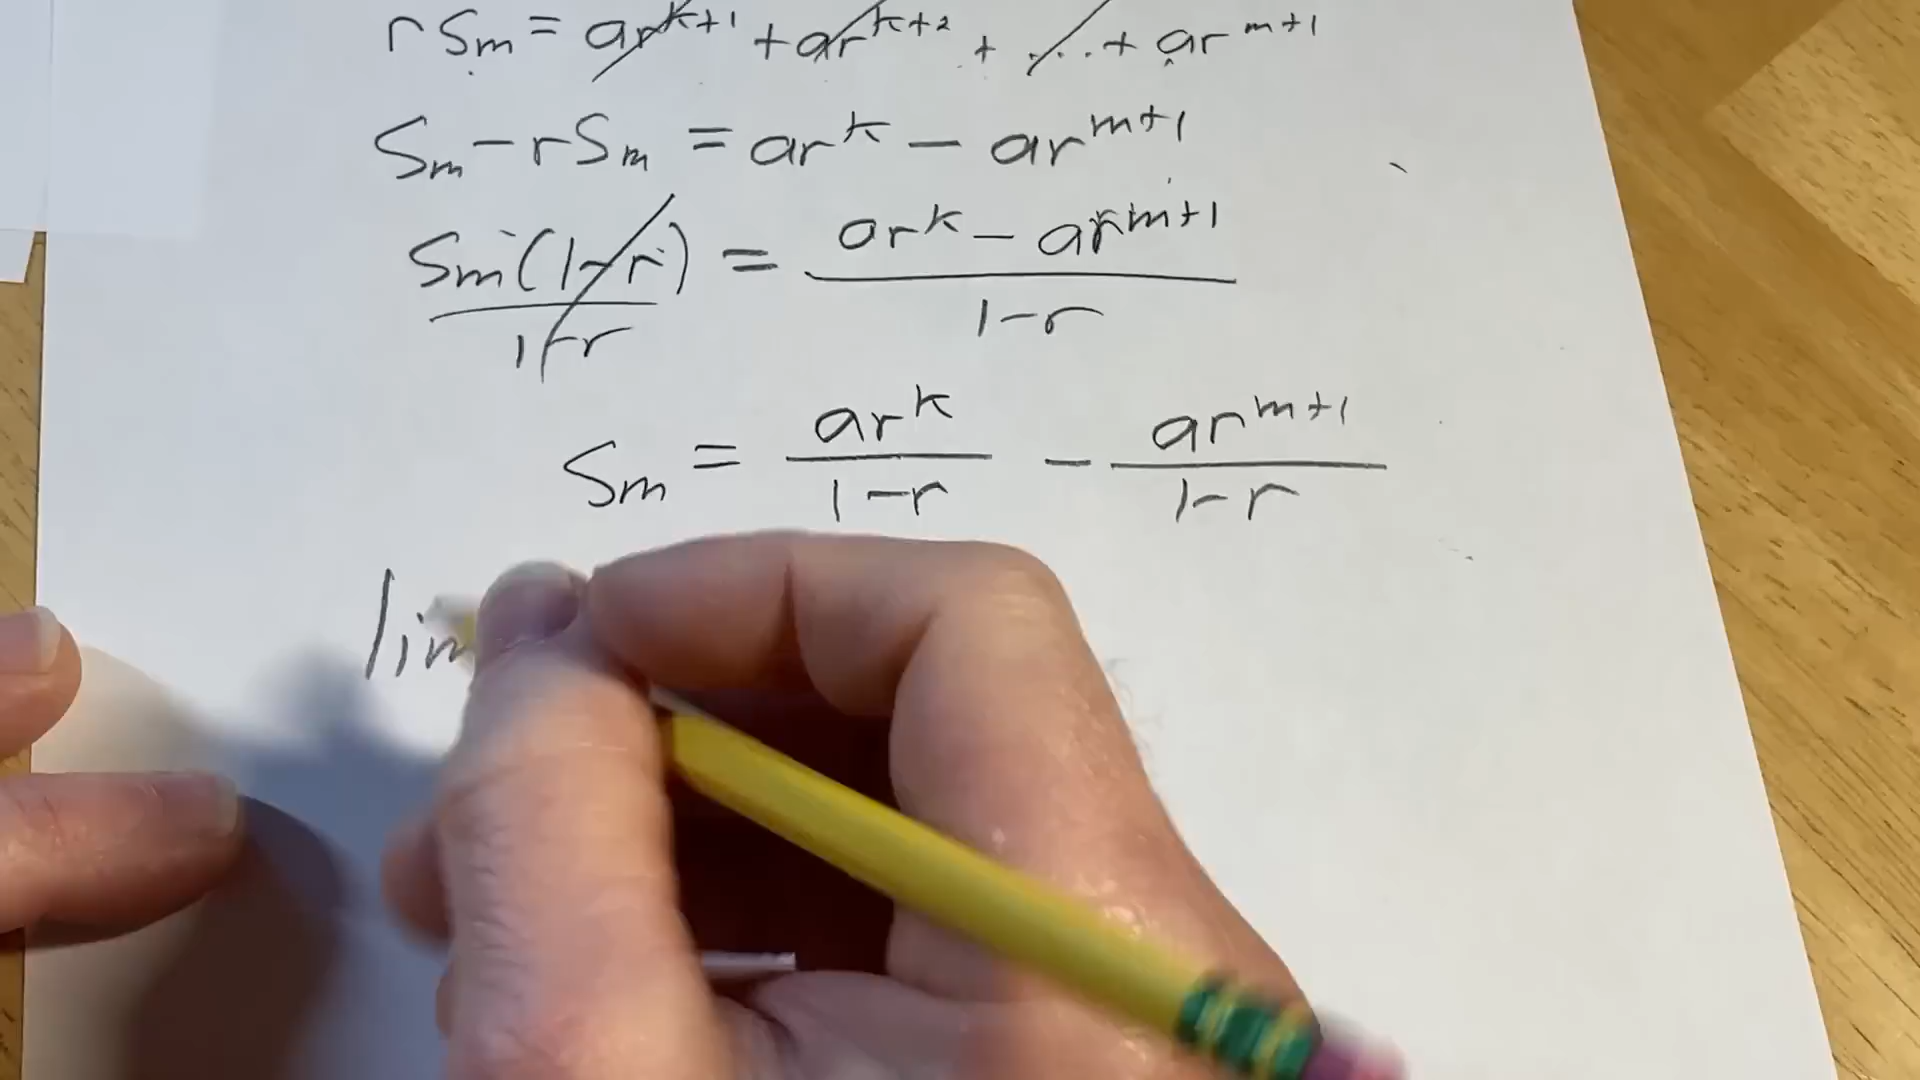 rSm = ar^k+1 + ar^k+2 + ... + ar^m+1
Sm - rSm = ar^k - ar^m+1
Sm(1-r) / 1-r = ar^k - ar^m+1 / 1-r
Sm = ar^k / 1-r - ar^m+1 / 1-r
lim